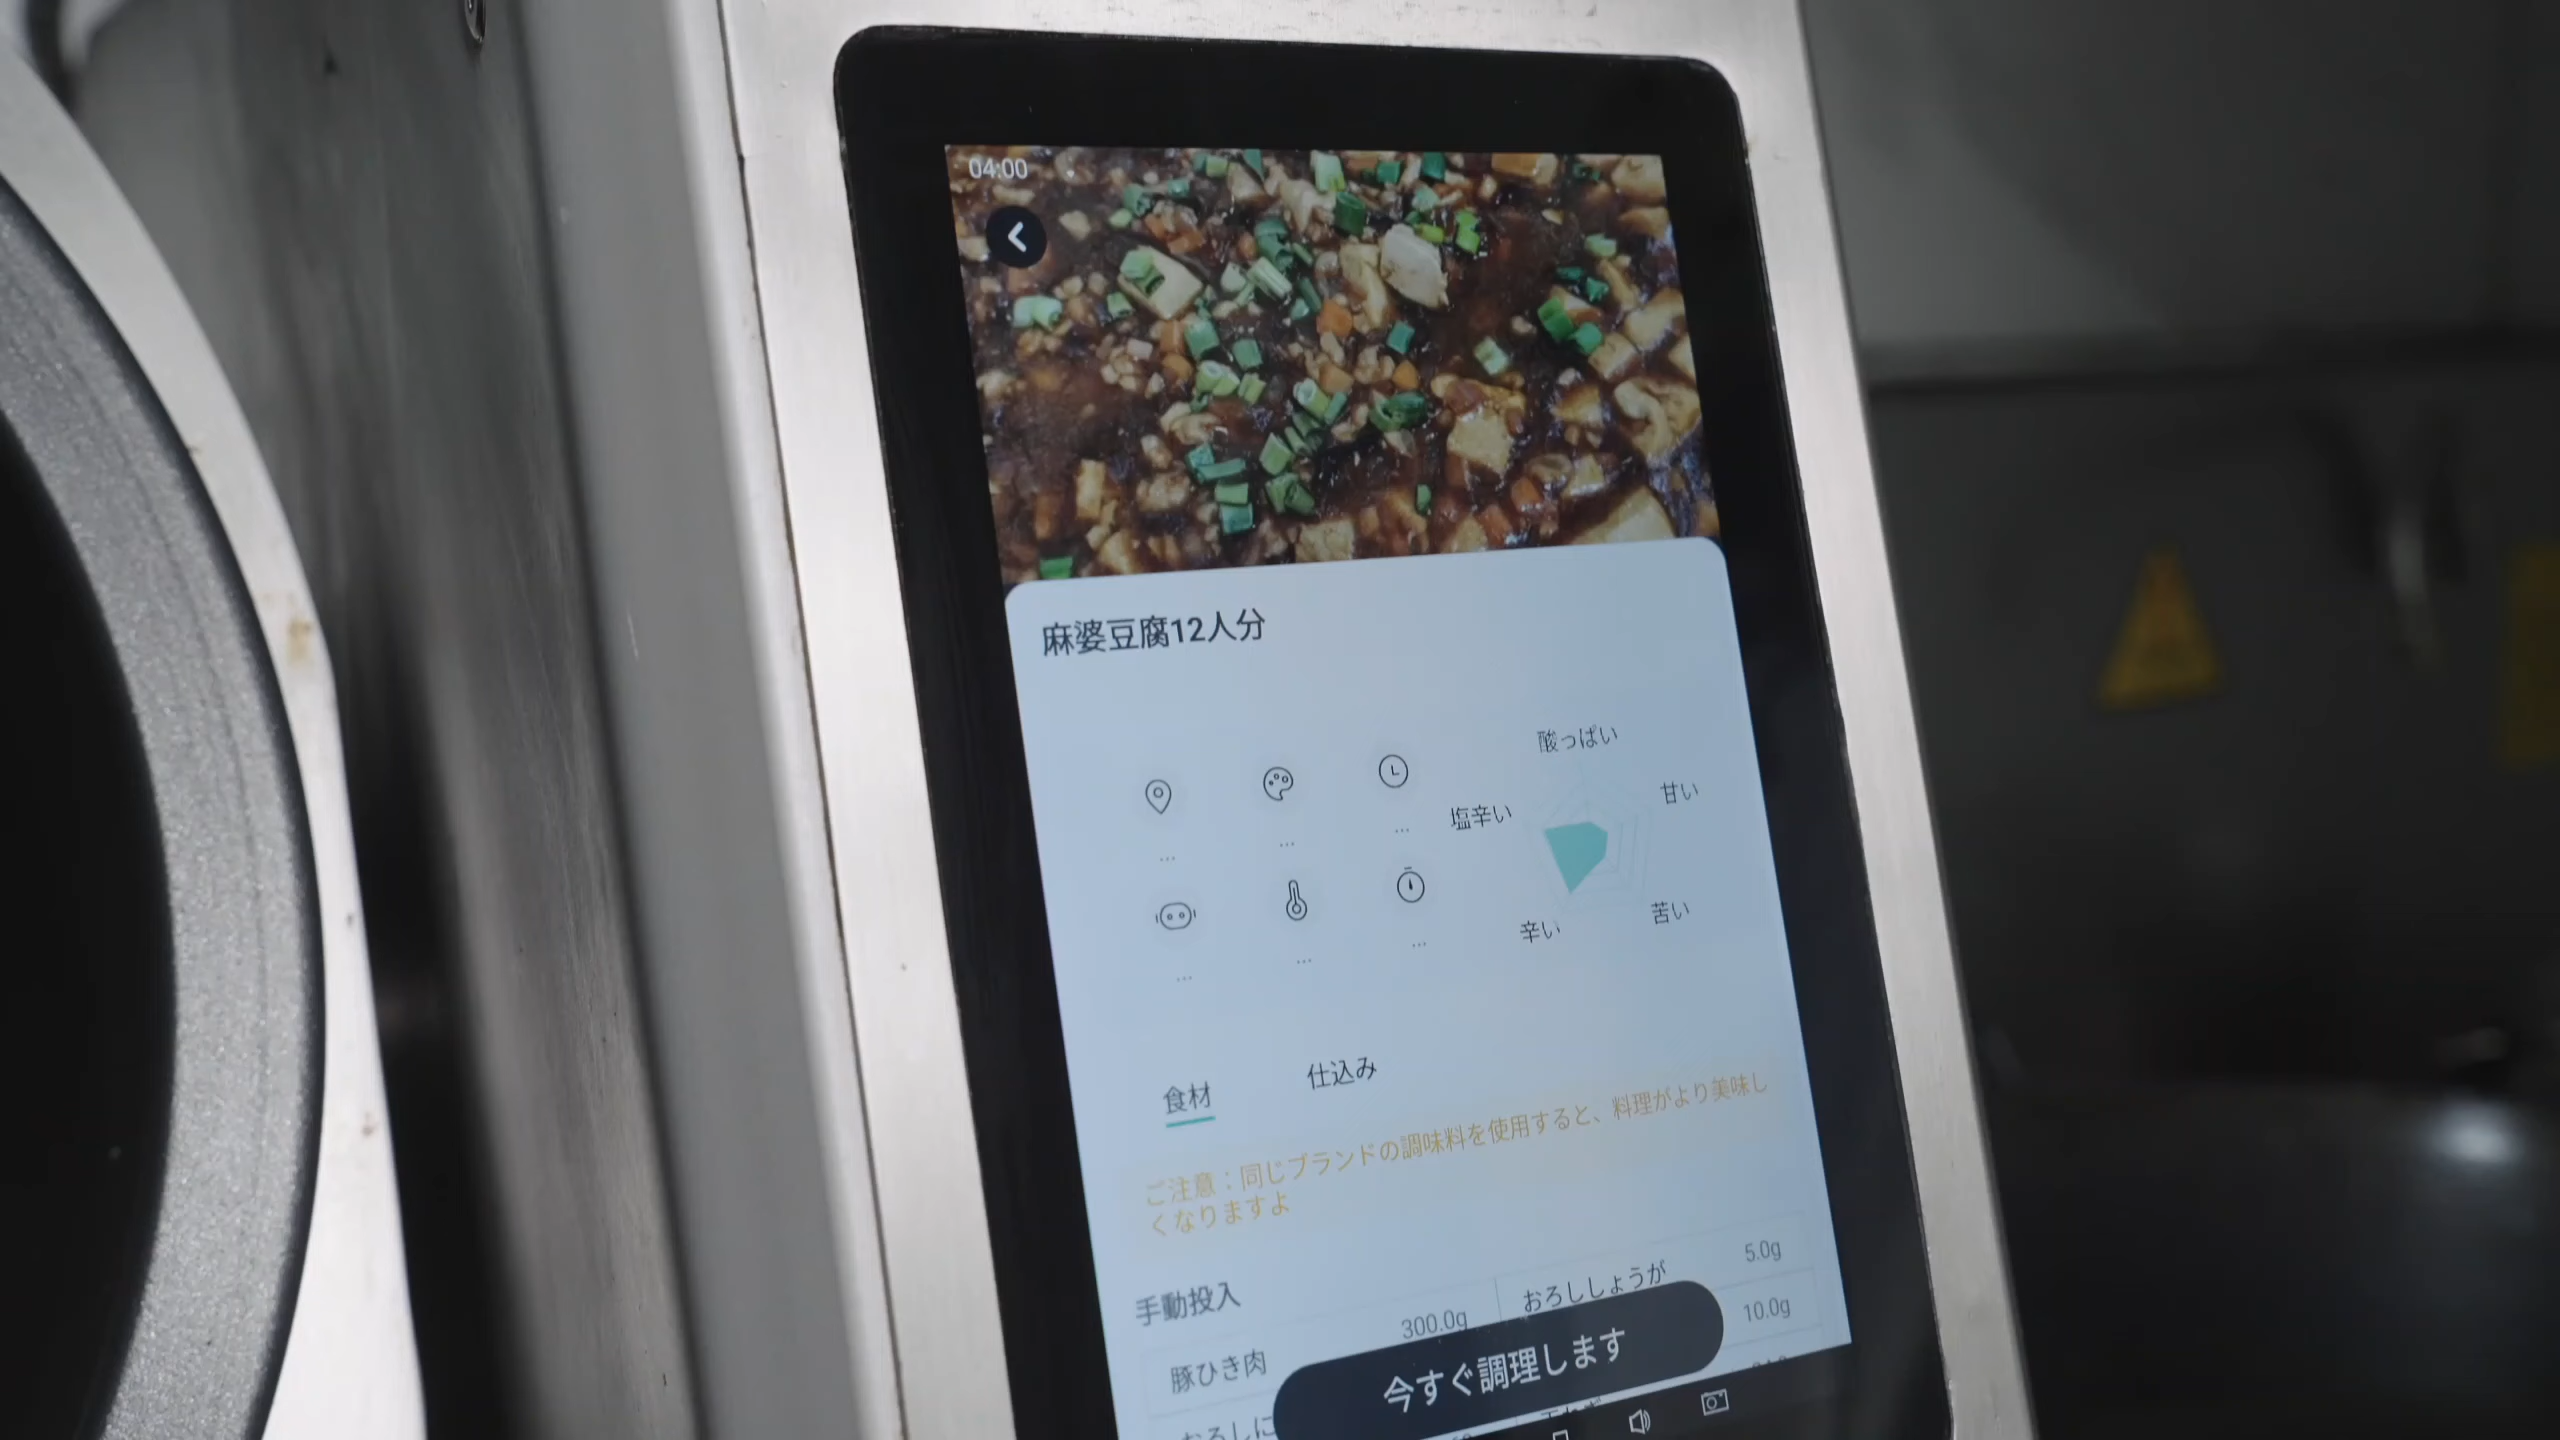 04:00
麻婆豆腐12人分
酸っぱい
甘い
塩辛い
辛い
苦い
...
...
...
...
...
...
食材
仕込み
ご注意：同じブランドの調味料を使用すると、料理がより美味し
くなりますよ
手動投入
豚ひき肉
300.0g
おろししょうが
5.0g
10.0g
今すぐ調理します